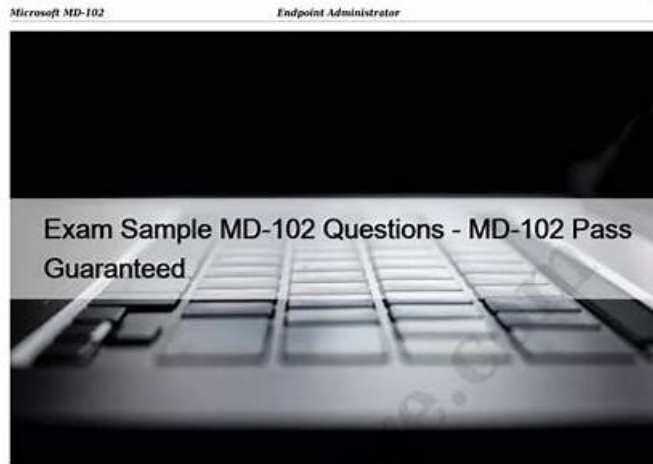 Microsoft MD-102 Endpoint Administrator
Exam Sample MD-102 Questions - MD-102 Pass
Guaranteed